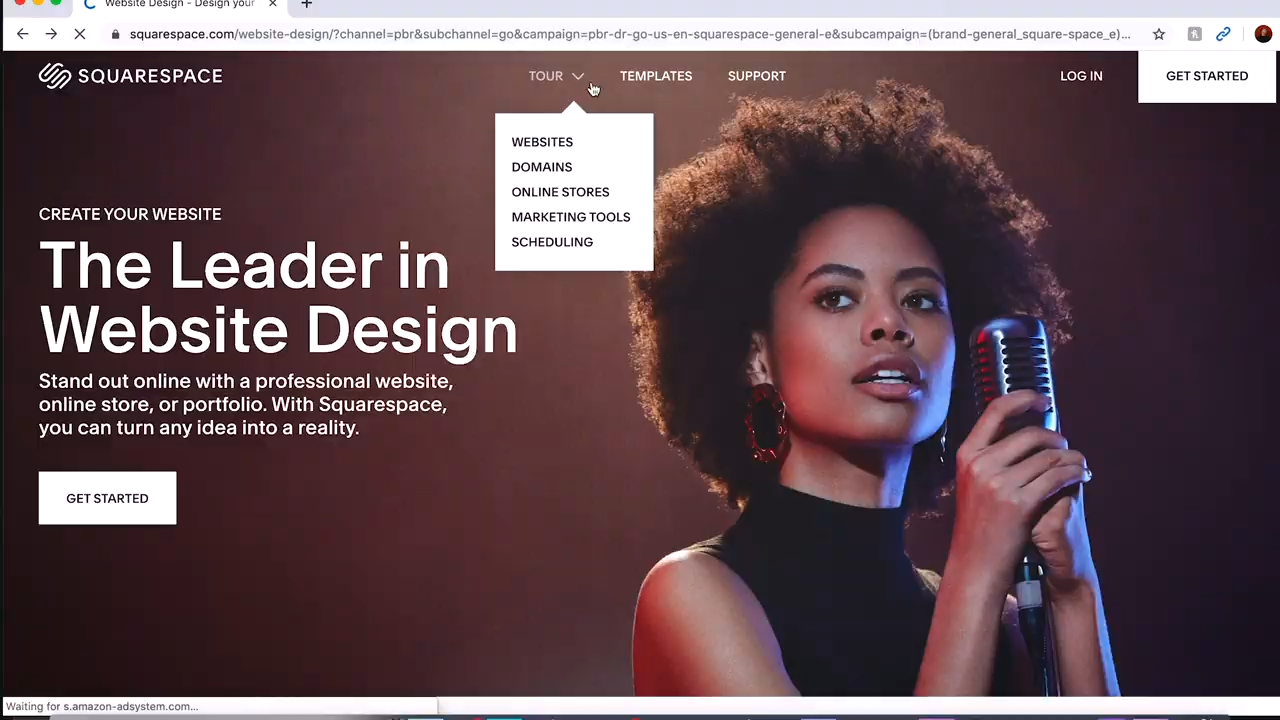 Website Design - Design your
squarespace.com/website-design/?channel=pbr&subchannel=go&campaign=pbr-dr-go-us-en-squarespace-general-e&subcampaign=(brand-general_square-space_e)...
SQUARESPACE
TOUR
TEMPLATES
SUPPORT
LOG IN
GET STARTED
WEBSITES
DOMAINS
ONLINE STORES
MARKETING TOOLS
SCHEDULING
CREATE YOUR WEBSITE
The Leader in
Website Design
Stand out online with a professional website,
online store, or portfolio. With Squarespace,
you can turn any idea into a reality.
GET STARTED
Waiting for s.amazon-adsystem.com...